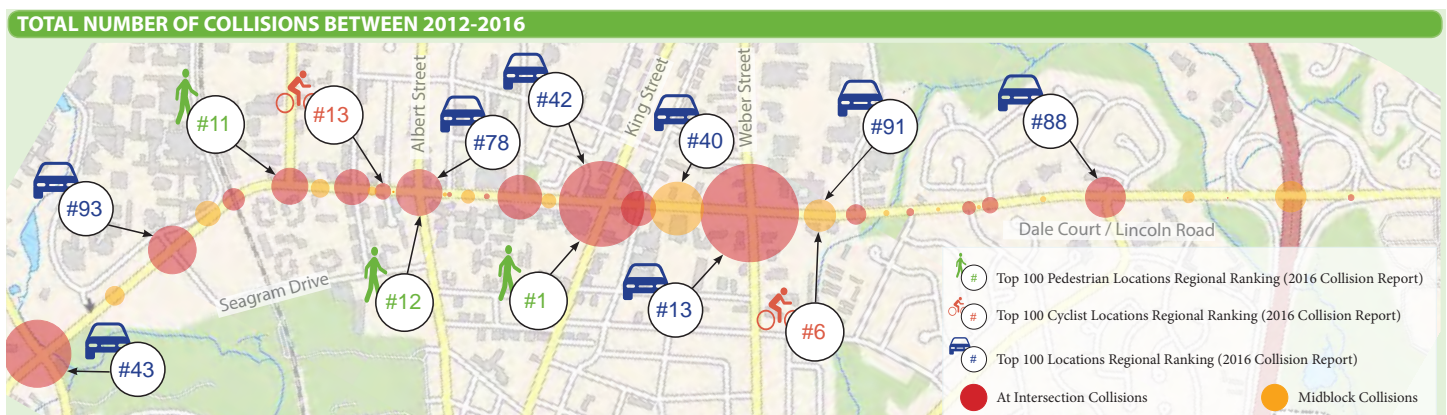 TOTAL NUMBER OF COLLISIONS BETWEEN 2012-2016
#93
#11
#13
Albert Street
#78
#42
King Street
#40
Weber Street
#91
#88
#43
Seagram Drive
#12
#1
#13
#6
Dale Court / Lincoln Road
# Top 100 Pedestrian Locations Regional Ranking (2016 Collision Report)
# Top 100 Cyclist Locations Regional Ranking (2016 Collision Report)
# Top 100 Locations Regional Ranking (2016 Collision Report)
At Intersection Collisions
Midblock Collisions